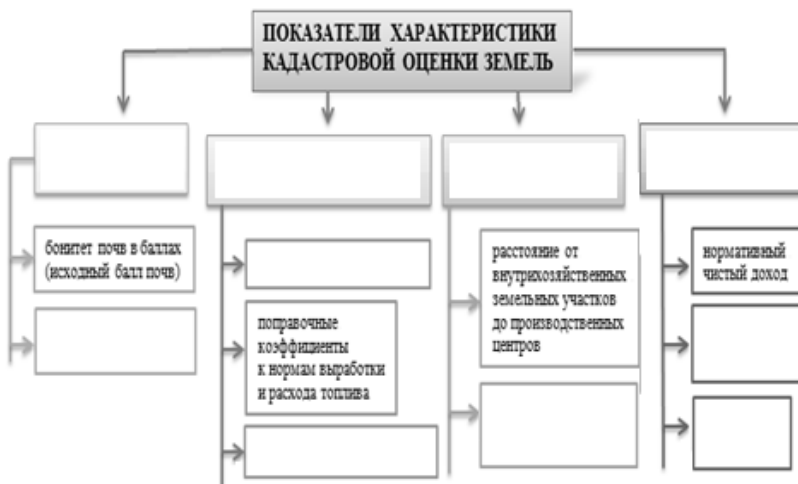 ПОКАЗАТЕЛИ ХАРАКТЕРИСТИКИ
КАДАСТРОВОЙ ОЦЕНКИ ЗЕМЕЛЬ
бонитет почв в баллах
(исходный балл почв)
поправочные
коэффициенты
к нормам выработки
и расхода топлива
расстояние от
внутрихозяйственных
земельных участков
до производственных
центров
нормативный
чистый доход